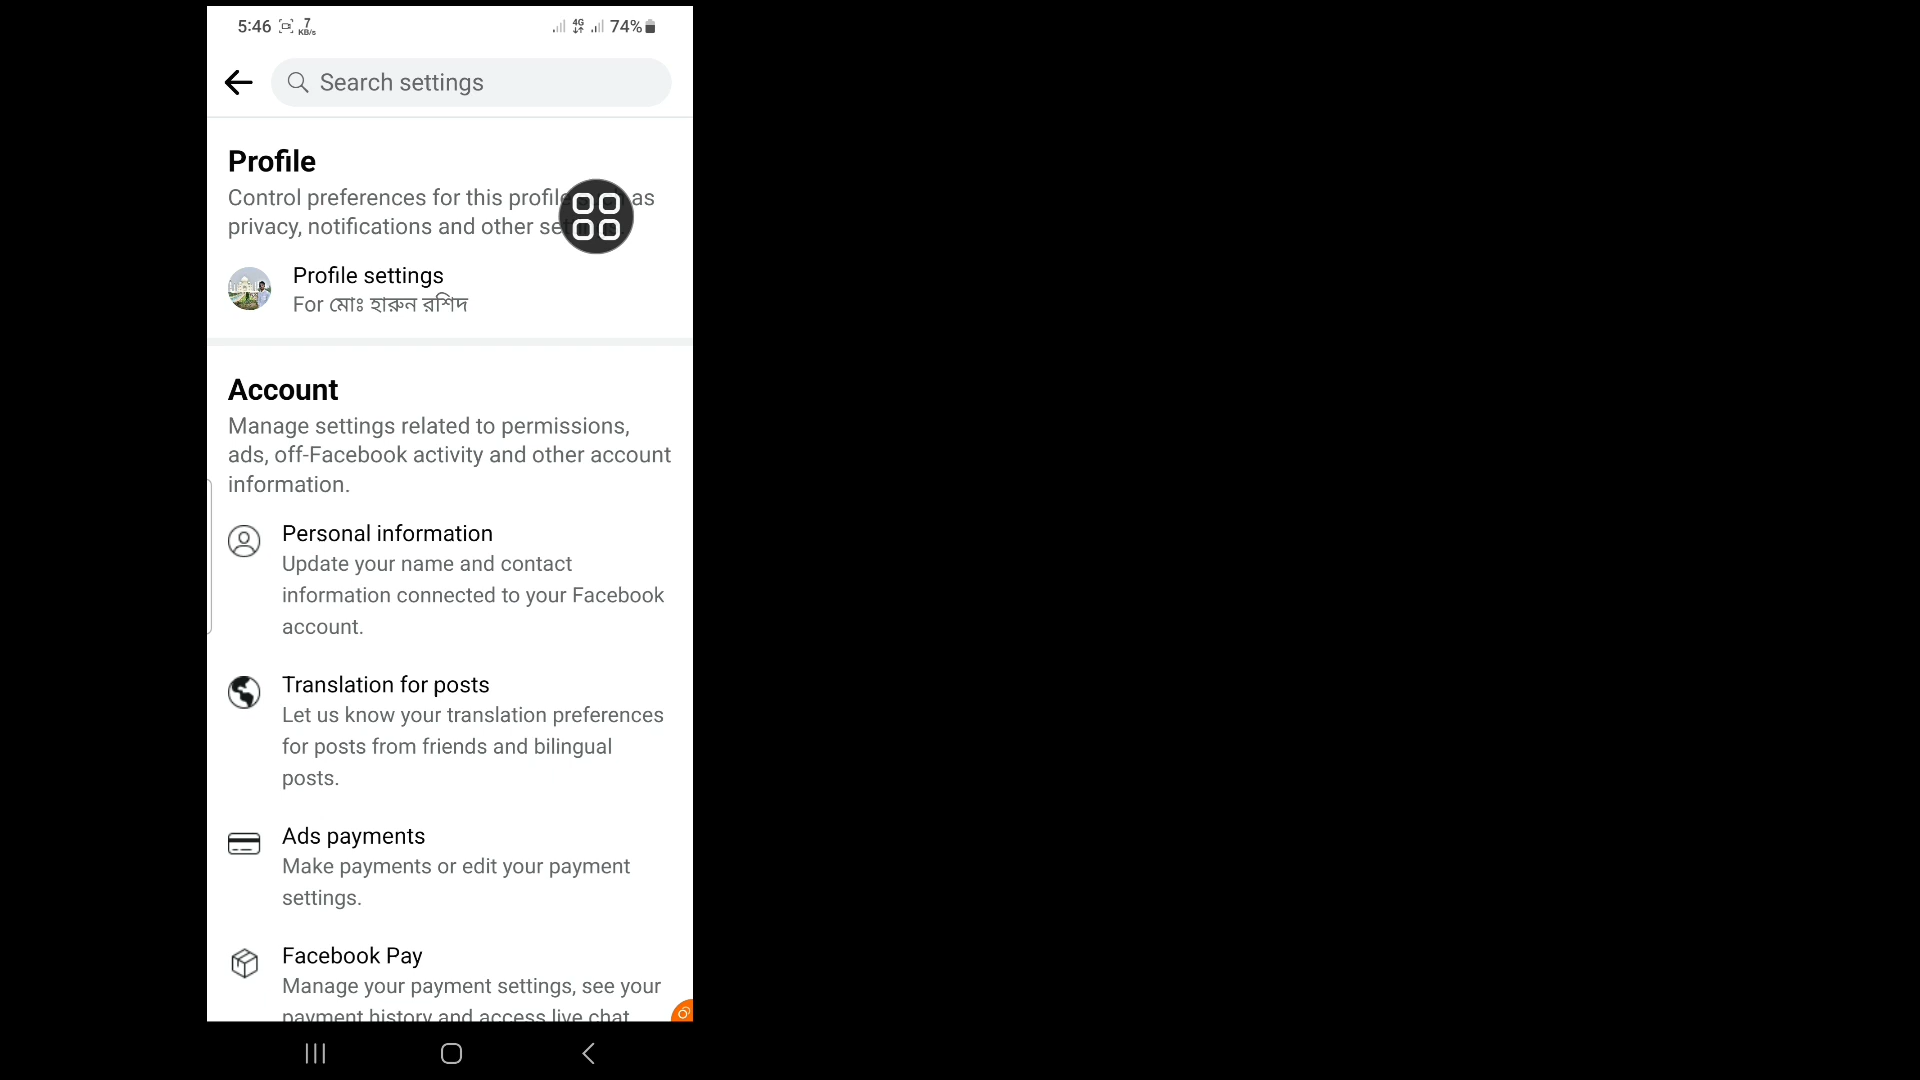 5:46 7 KB/s 4G 74%
Search settings
Profile
Control preferences for this profile as
privacy, notifications and other
Profile settings
For মোঃ হারুন রশিদ
Account
Manage settings related to permissions,
ads, off-Facebook activity and other account
information.
Personal information
Update your name and contact
information connected to your Facebook
account.
Translation for posts
Let us know your translation preferences
for posts from friends and bilingual
posts.
Ads payments
Make payments or edit your payment
settings.
Facebook Pay
Manage your payment settings, see your
payment history and access live chat